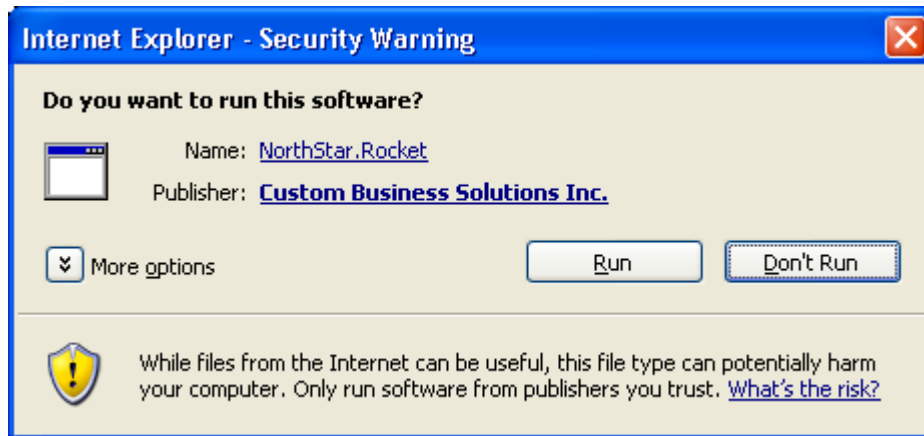 Internet Explorer - Security Warning
Do you want to run this software?
Name: NorthStar.Rocket
Publisher: Custom Business Solutions Inc.
More options Run Don't Run
While files from the Internet can be useful, this file type can potentially harm
your computer. Only run software from publishers you trust. What's the risk?